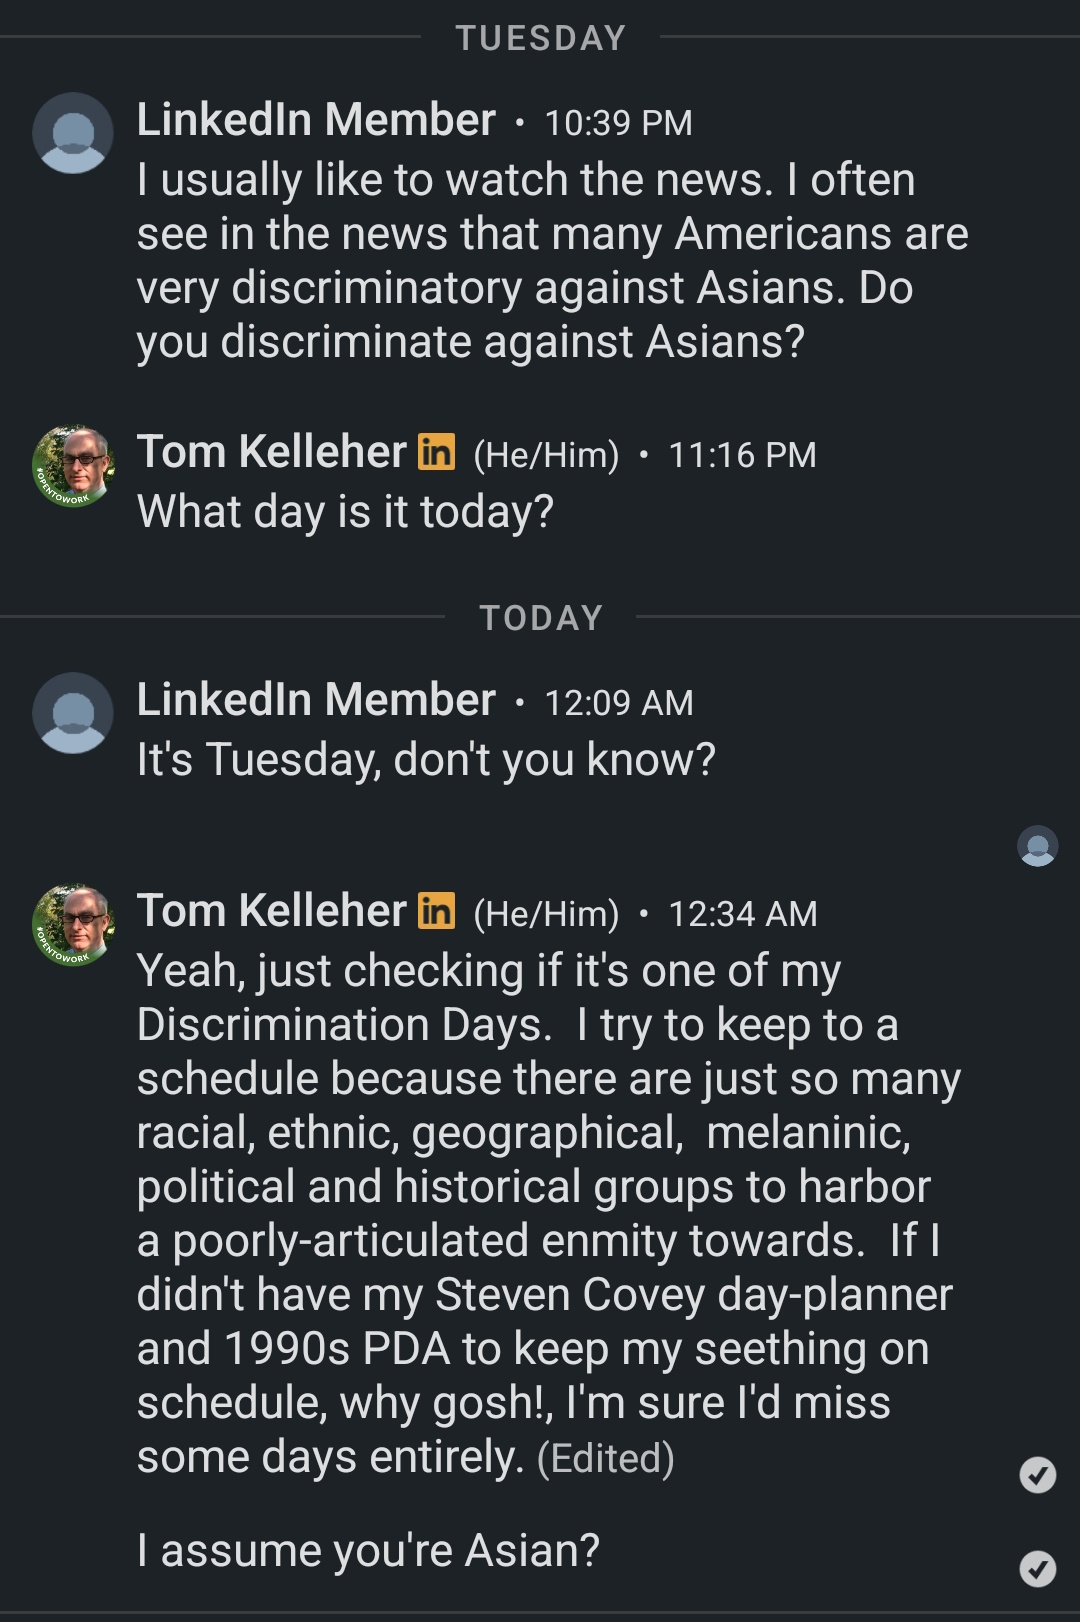 TUESDAY
LinkedIn Member • 10:39 PM
I usually like to watch the news. I often
see in the news that many Americans are
very discriminatory against Asians. Do
you discriminate against Asians?
Tom Kelleher in (He/Him) • 11:16 PM
#OPENTOWORK
What day is it today?
TODAY
LinkedIn Member • 12:09 AM
It's Tuesday, don't you know?
Tom Kelleher in (He/Him) • 12:34 AM
#OPENTOWORK
Yeah, just checking if it's one of my
Discrimination Days.  I try to keep to a
schedule because there are just so many
racial, ethnic, geographical,  melaninic,
political and historical groups to harbor
a poorly-articulated enmity towards.  If I
didn't have my Steven Covey day-planner
and 1990s PDA to keep my seething on
schedule, why gosh!, I'm sure I'd miss
some days entirely. (Edited)
I assume you're Asian?